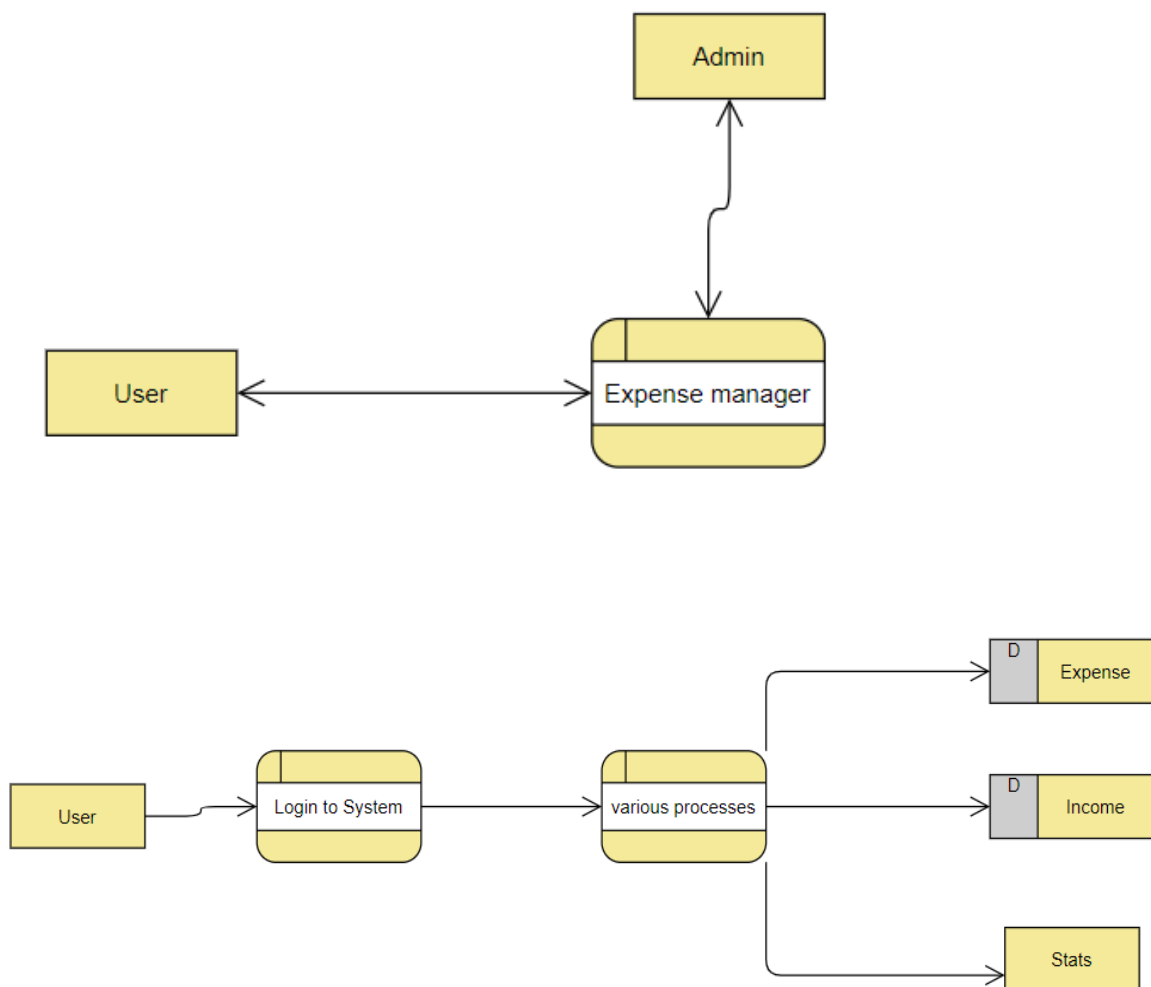 Admin
User
Expense manager
D
Expense
User
Login to System
various processes
D
Income
Stats